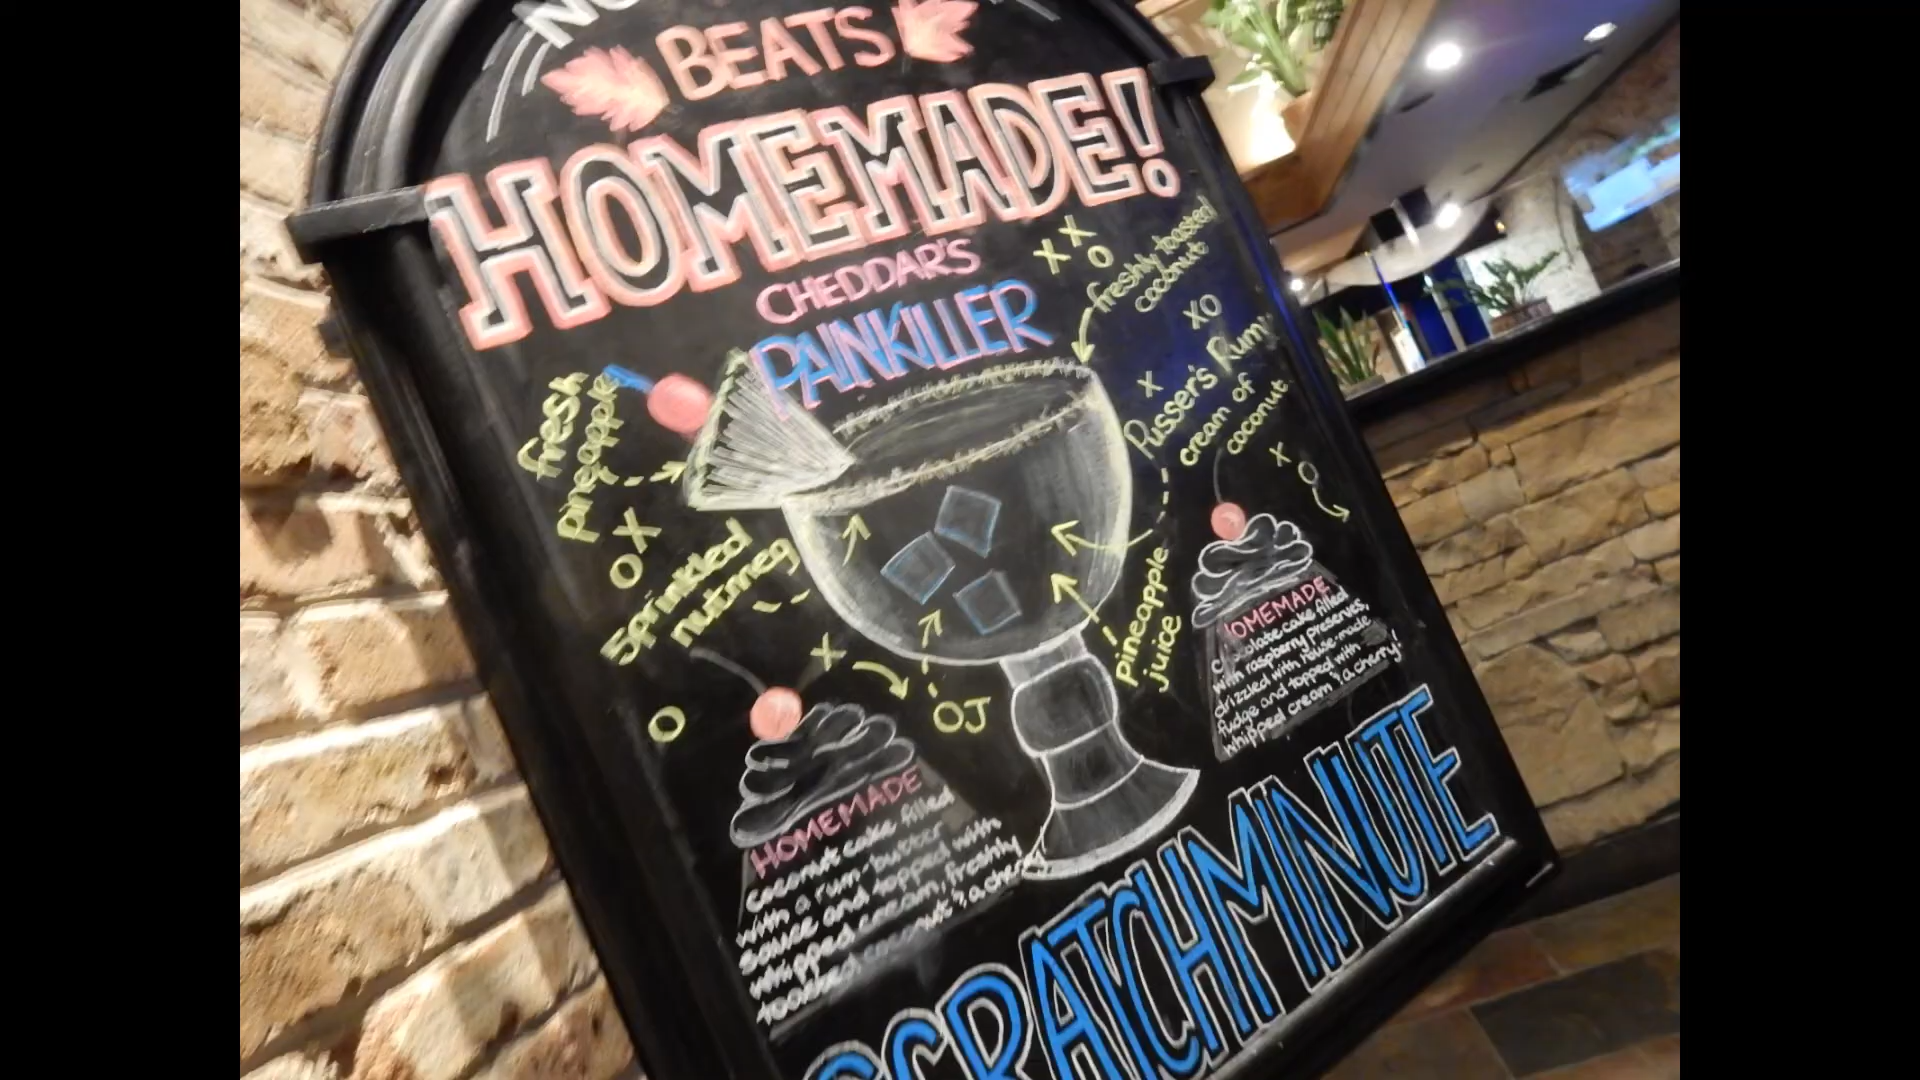 BEATS
HOMEMADE!
CHEDDAR'S
PAINKILLER
X X
O
freshly toasted
coconut
XO
X
Pusser's Rum
cream of
coconut
X
O
fresh
pineapple
OX
sprinkled
nutmeg
X
O
OJ
pineapple
juice
HOMEMADE
chocolate cake filled
with raspberry preserves,
drizzled with house-made
fudge and topped with
whipped cream & a cherry!
HOMEMADE
coconut cake filled
with a rum-butter
sauce and topped with
whipped cream, freshly
toasted coconut & a cherry
SCRATCHMINUTE